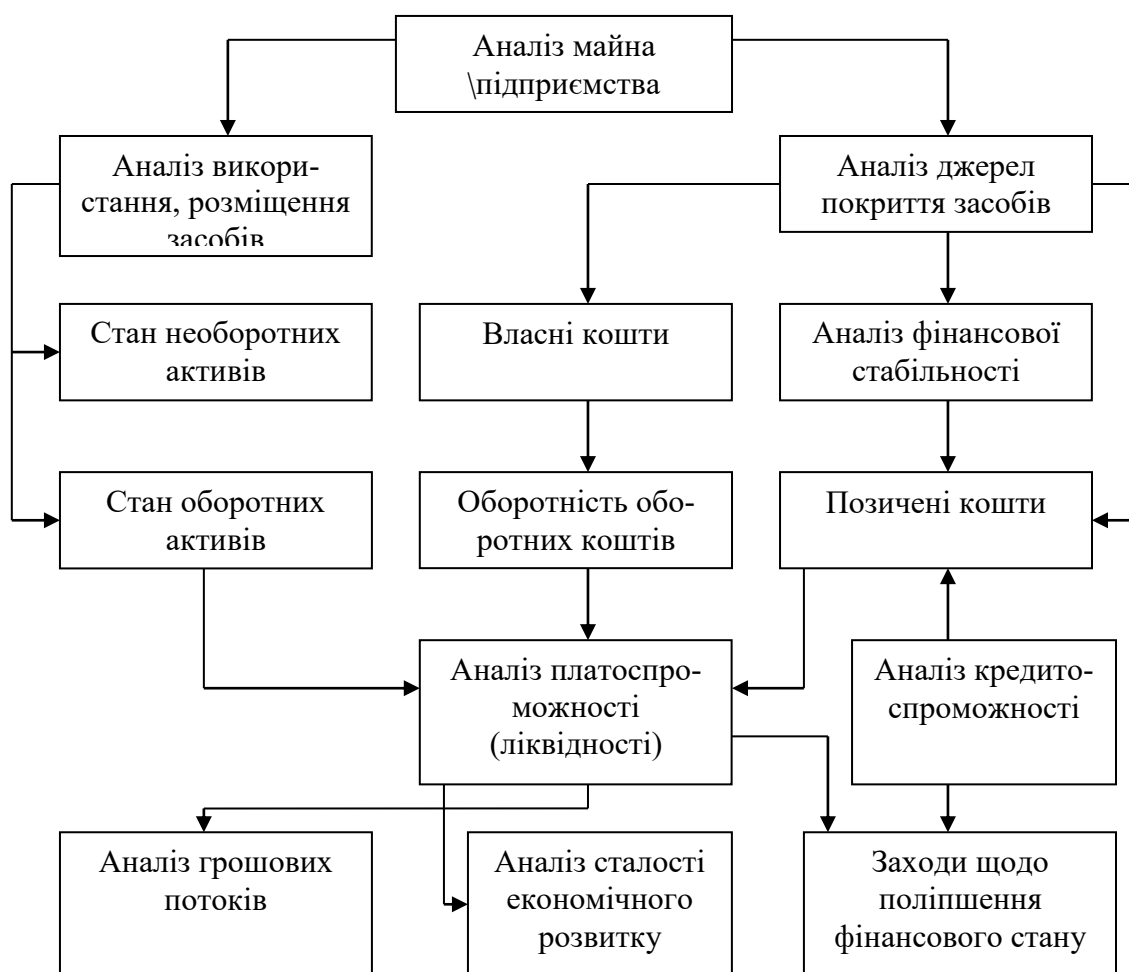 Аналіз майна
\підприємства
Аналіз викори-
стання, розміщення
засобів
Аналіз джерел
покриття засобів
Стан необоротних
активів
Власні кошти
Аналіз фінансової
стабільності
Стан оборотних
активів
Оборотність обо-
ротних коштів
Позичені кошти
Аналіз платоспро-
можності
(ліквідності)
Аналіз кредито-
спроможності
Аналіз грошових
потоків
Аналіз сталості
економічного
розвитку
Заходи щодо
поліпшення
фінансового стану